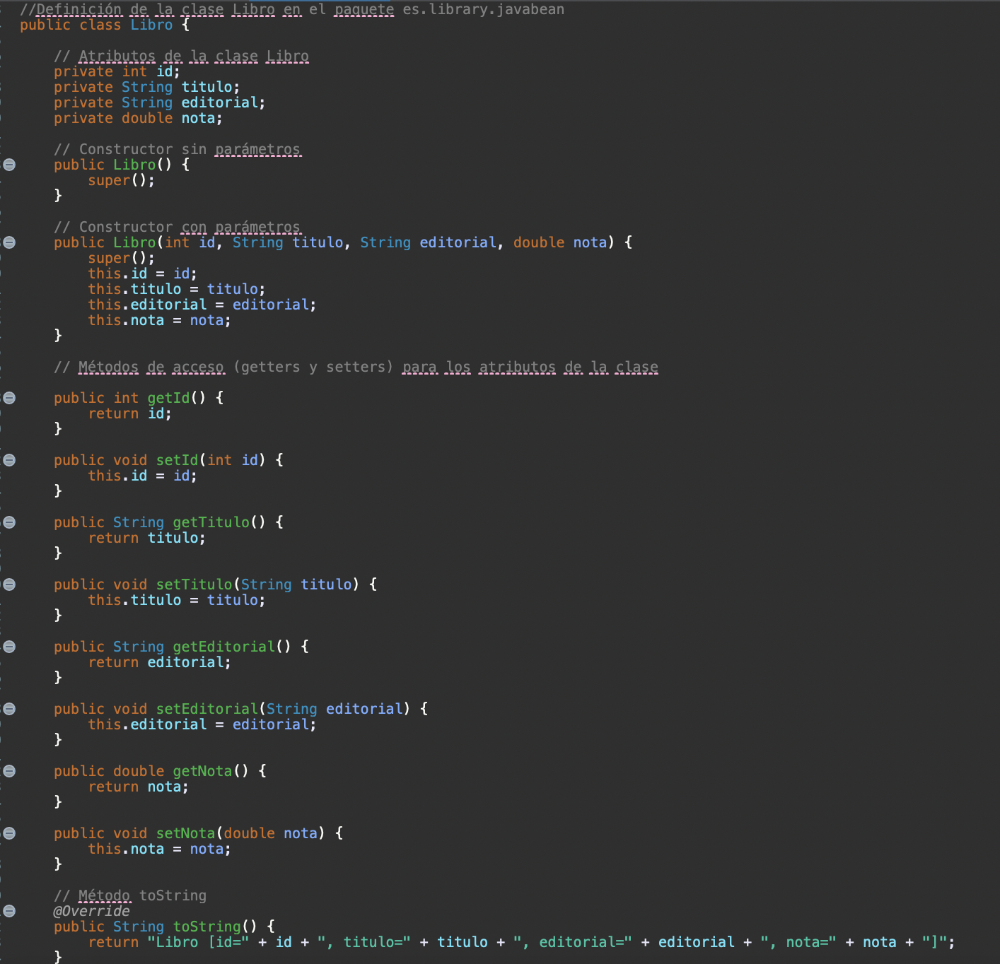 //Definición de la clase Libro en el paquete es.library.javabean
public class Libro {
// Atributos de la clase Libro
private int id;
private String titulo;
private String editorial;
private double nota;
// Constructor sin parámetros
public Libro() {
super();
}
// Constructor con parámetros
public Libro(int id, String titulo, String editorial, double nota) {
super();
this.id = id;
this.titulo = titulo;
this.editorial = editorial;
this.nota = nota;
}
// Métodos de acceso (getters y setters) para los atributos de la clase
public int getId() {
return id;
}
public void setId(int id) {
this.id = id;
}
public String getTitulo() {
return titulo;
}
public void setTitulo(String titulo) {
this.titulo = titulo;
}
public String getEditorial() {
return editorial;
}
public void setEditorial(String editorial) {
this.editorial = editorial;
}
public double getNota() {
return nota;
}
public void setNota(double nota) {
this.nota = nota;
}
// Método toString
@Override
public String toString() {
return "Libro [id=" + id + ", titulo=" + titulo + ", editorial=" + editorial + ", nota=" + nota + "]";
}